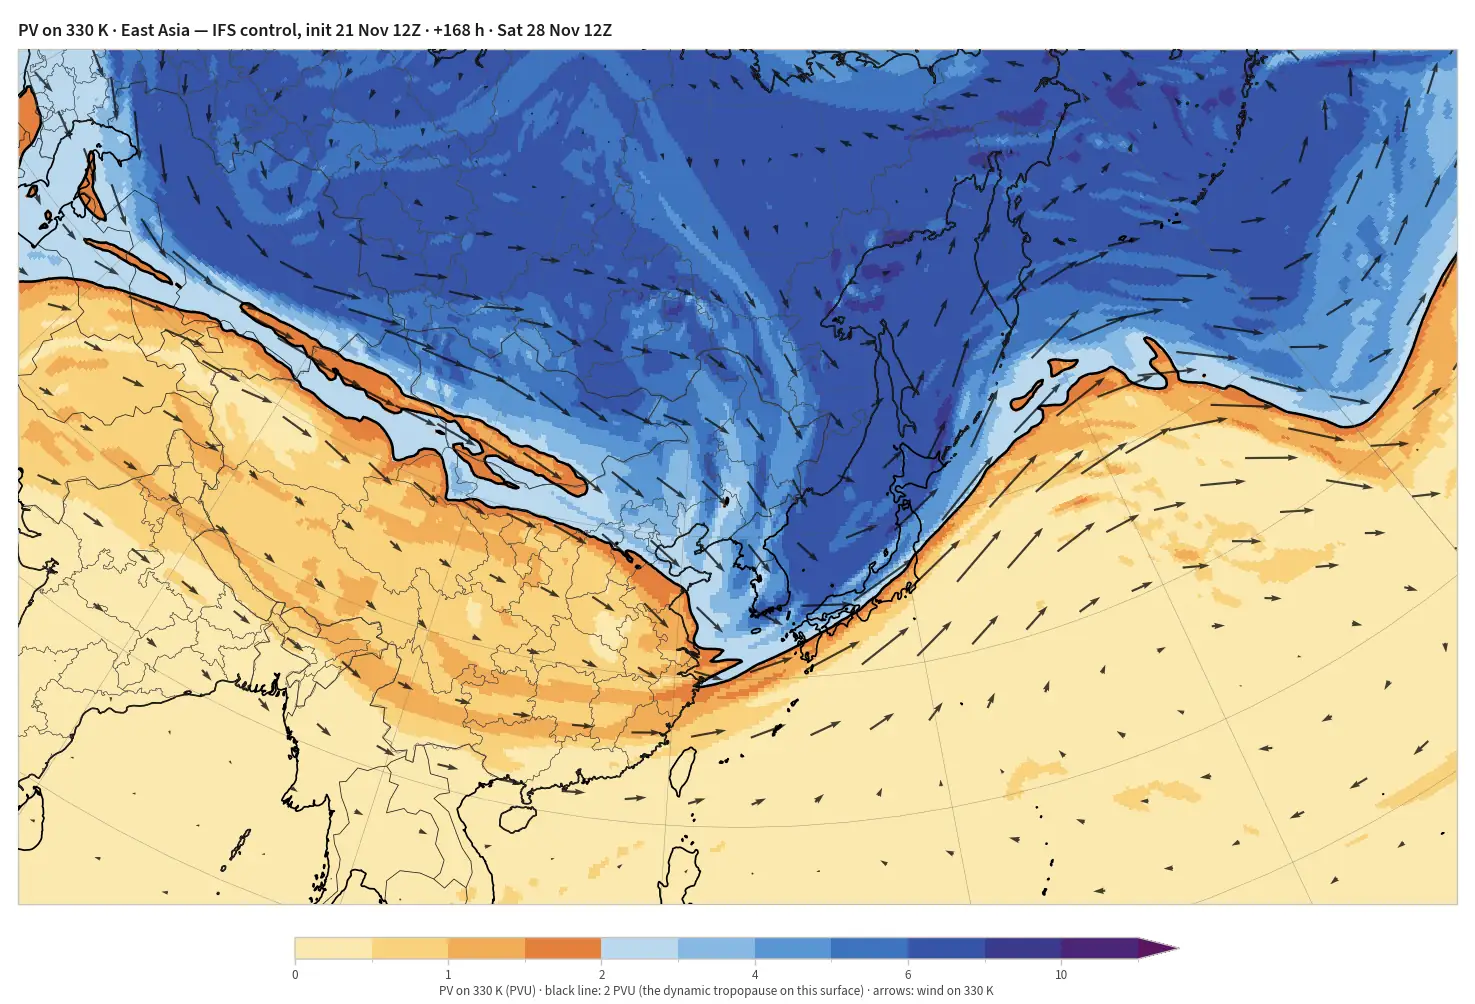 PV on 330 K · East Asia — IFS control, init 21 Nov 12Z · +168 h · Sat 28 Nov 12Z
0 1 2 4 6 10
PV on 330 K (PVU) · black line: 2 PVU (the dynamic tropopause on this surface) · arrows: wind on 330 K